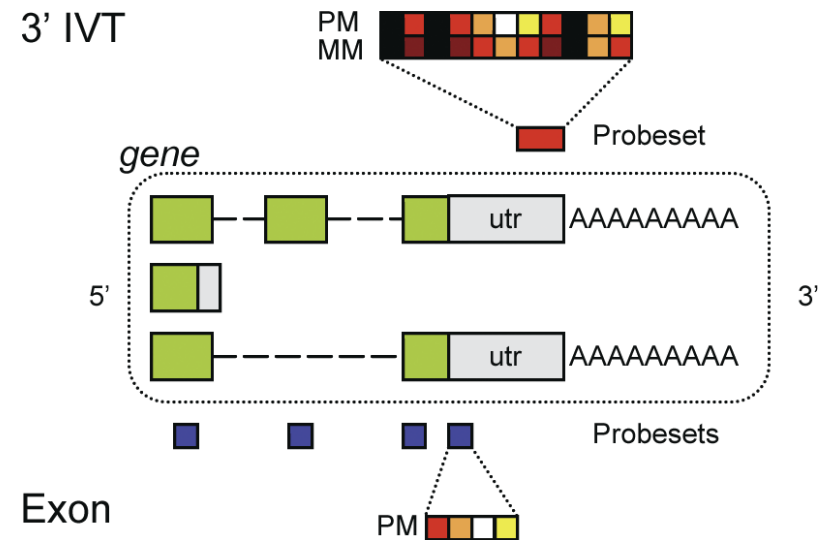 3’ IVT
PM
MM
Probeset
gene
utr AAAAAAAAA
5’
3’
utr AAAAAAAAA
Probesets
Exon
PM